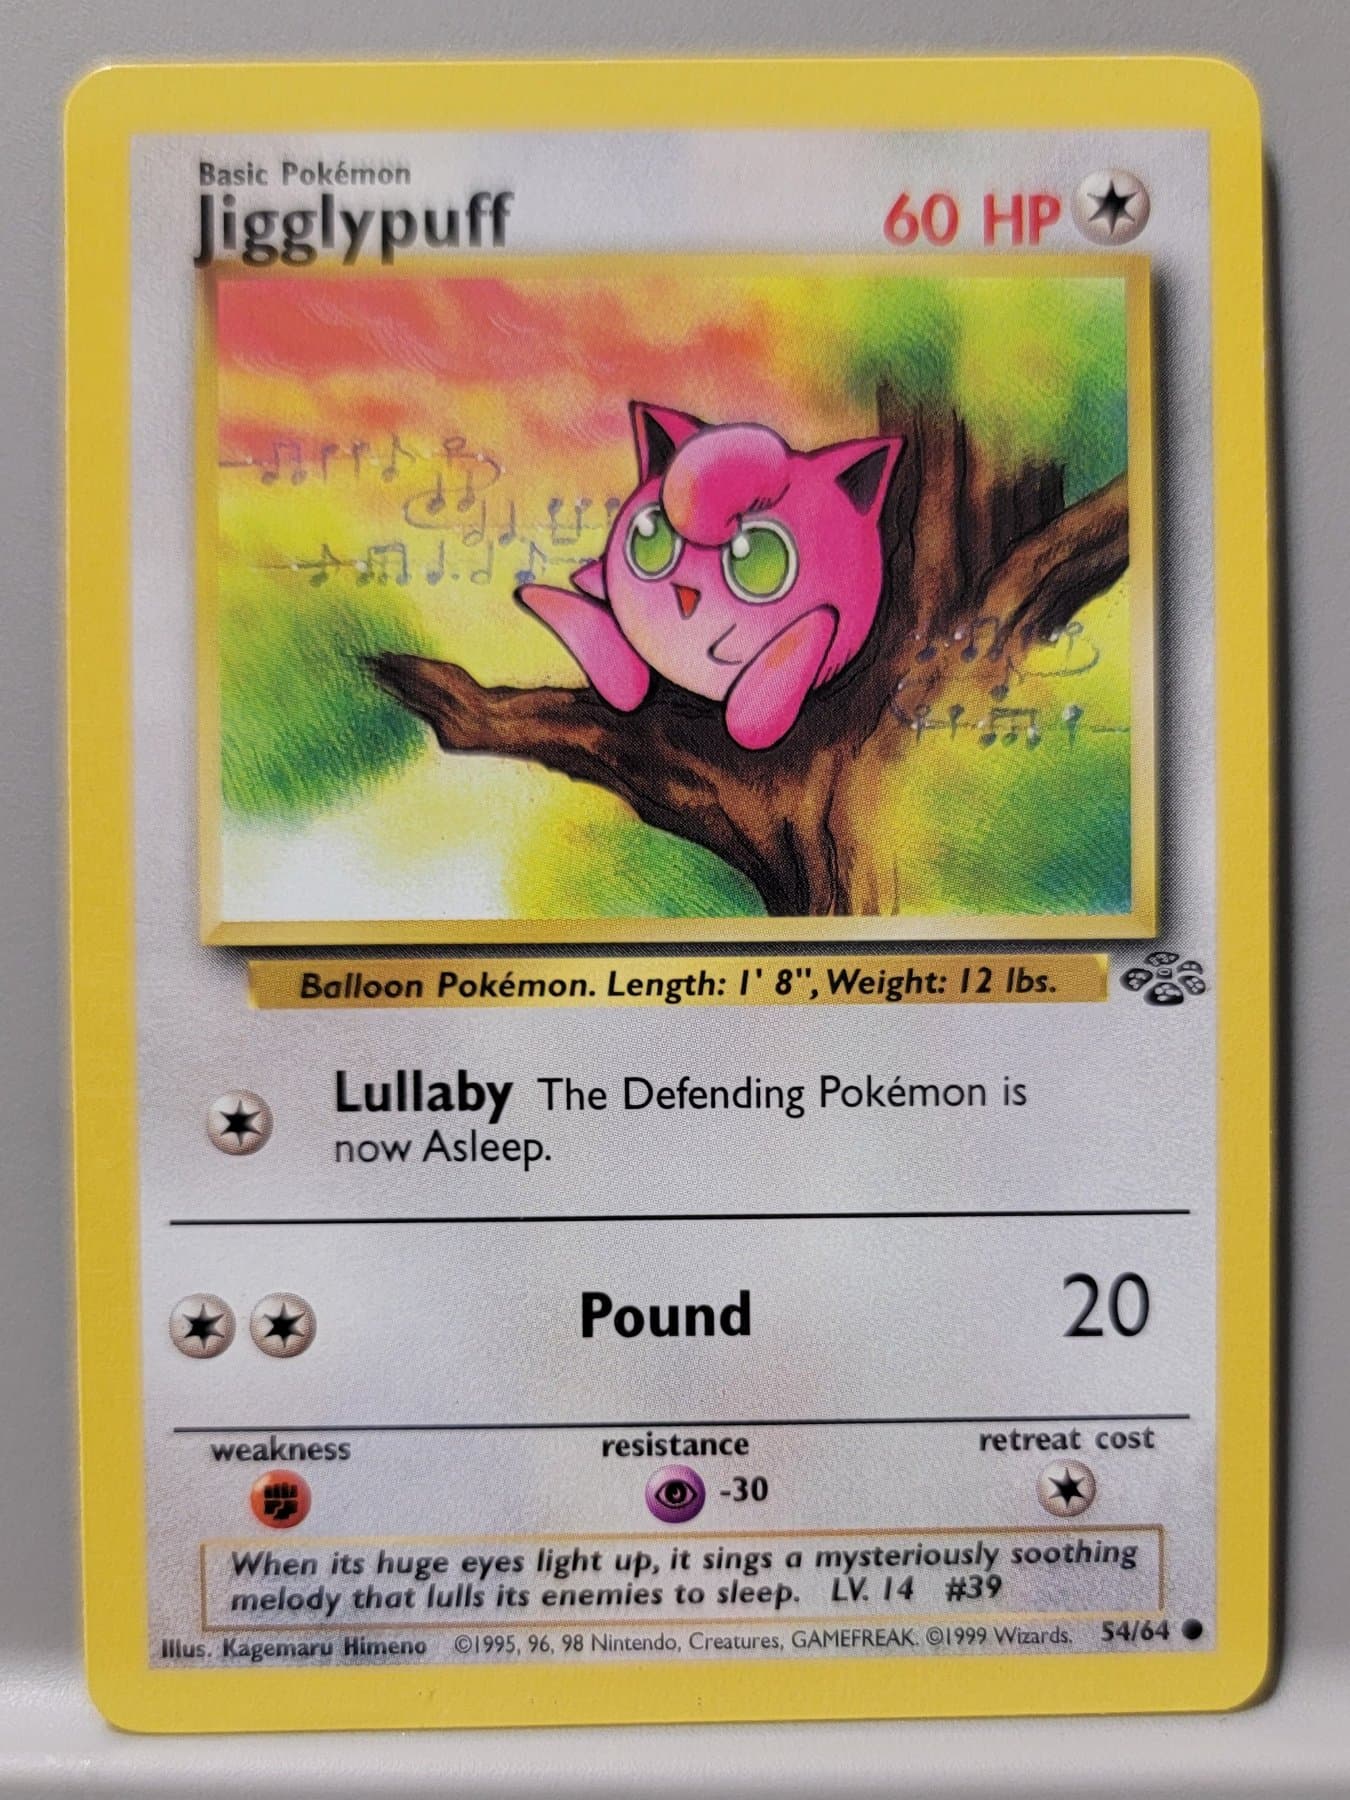 Basic Pokémon
Jigglypuff
60 HP
Balloon Pokémon. Length: 1' 8", Weight: 12 lbs.
Lullaby The Defending Pokémon is
now Asleep.
Pound 20
weakness resistance retreat cost
-30
When its huge eyes light up, it sings a mysteriously soothing
melody that lulls its enemies to sleep. LV. 14 #39
Illus. Kagemaru Himeno ©1995, 96, 98 Nintendo, Creatures, GAMEFREAK. ©1999 Wizards. 54/64